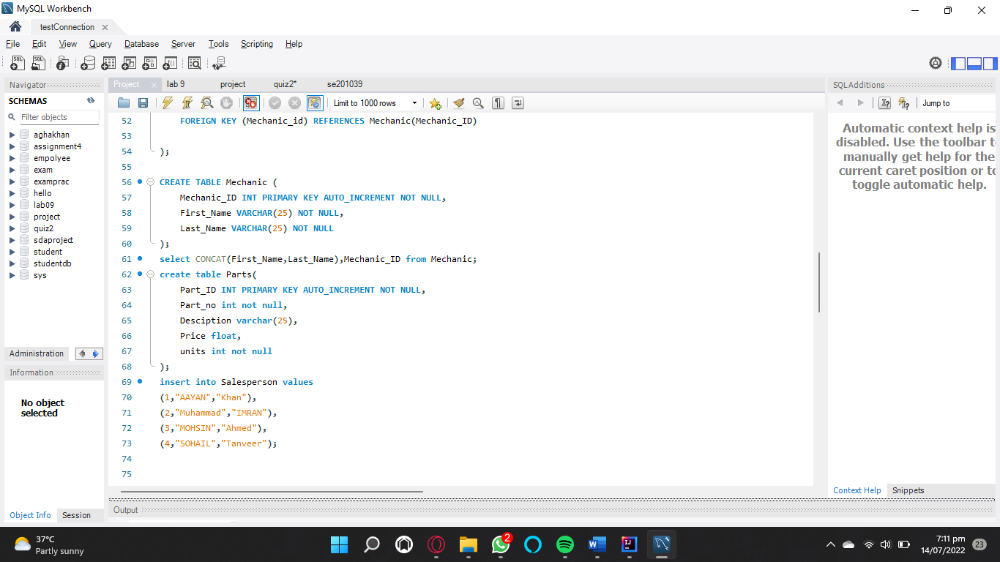 MySQL Workbench
testConnection
File Edit View Query Database Server Tools Scripting Help
Navigator
SCHEMAS
Filter objects
aghakhan
assignment4
empolyee
exam
examprac
hello
lab09
project
quiz2
sdaproject
student
studentdb
sys
Administration
Information
No object
selected
Object Info Session
Project lab 9 project quiz2* se201039
Limit to 1000 rows
52 FOREIGN KEY (Mechanic_id) REFERENCES Mechanic(Mechanic_ID)
53
54 );
55
56 CREATE TABLE Mechanic (
57 Mechanic_ID INT PRIMARY KEY AUTO_INCREMENT NOT NULL,
58 First_Name VARCHAR(25) NOT NULL,
59 Last_Name VARCHAR(25) NOT NULL
60 );
61 select CONCAT(First_Name,Last_Name),Mechanic_ID from Mechanic;
62 create table Parts(
63 Part_ID INT PRIMARY KEY AUTO_INCREMENT NOT NULL,
64 Part_no int not null,
65 Desciption varchar(25),
66 Price float,
67 units int not null
68 );
69 insert into Salesperson values
70 (1,"AAYAN","Khan"),
71 (2,"Muhammad","IMRAN"),
72 (3,"MOHSIN","Ahmed"),
73 (4,"SOHAIL","Tanveer");
74
75
Output
SQLAdditions
Jump to
Automatic context help is
disabled. Use the toolbar t
manually get help for the
current caret position or to
toggle automatic help.
Context Help Snippets
37°C
Partly sunny
2
7:11 pm
14/07/2022
23